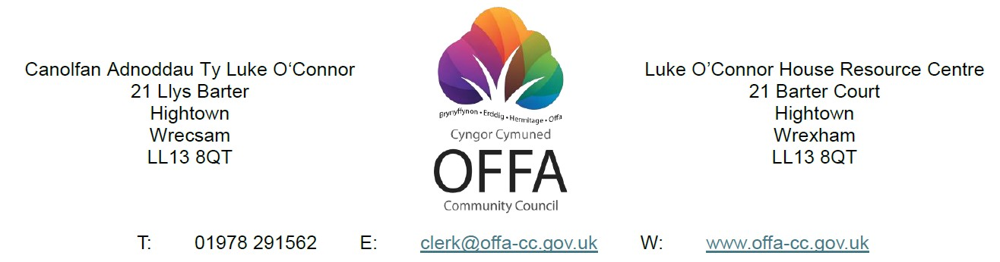 Canolfan Adnoddau Ty Luke O‘Connor
21 Llys Barter
Hightown
Wrecsam
LL13 8QT
Brynyffynon • Erddig • Hermitage • Offa
Cyngor Cymuned
OFFA
Community Council
Luke O’Connor House Resource Centre
21 Barter Court
Hightown
Wrexham
LL13 8QT
T: 01978 291562 E: clerk@offa-cc.gov.uk W: www.offa-cc.gov.uk